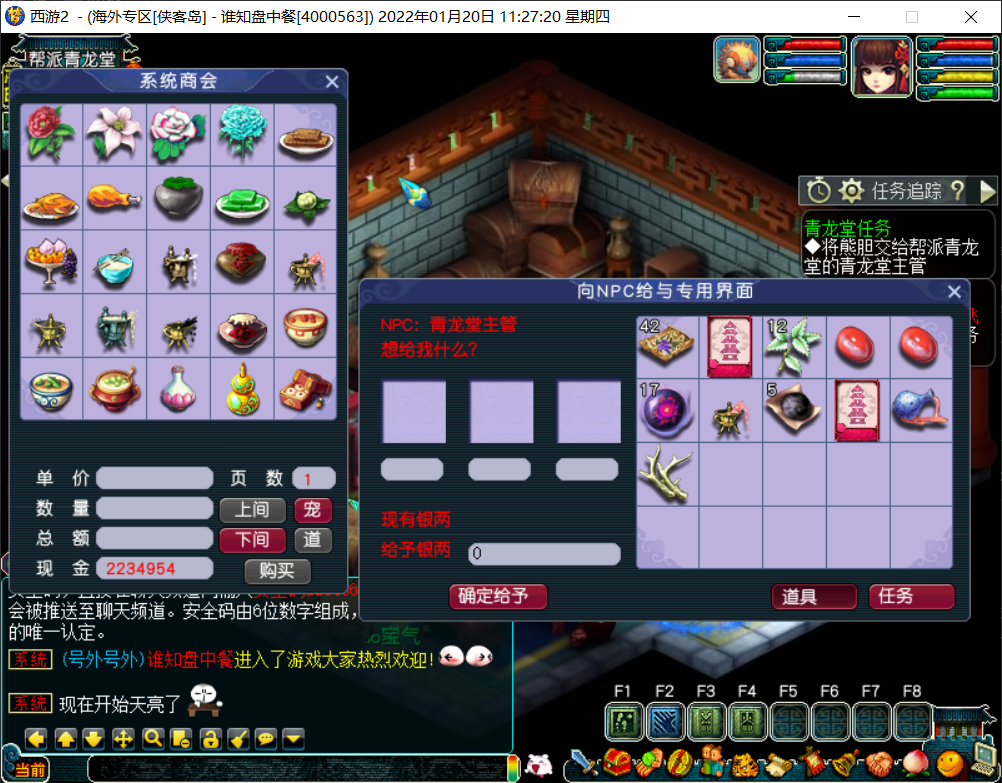 西游2 - (海外专区[侠客岛] - 谁知盘中餐[4000563]) 2022年01月20日 11:27:20 星期四
帮派青龙堂
系统商会
任务追踪 ?
青龙堂任务
◆将熊胆交给帮派青龙
堂的青龙堂主管
向NPC给与专用界面
NPC: 青龙堂主管
想给我什么?
42
12
17
5
现有银两
给予银两 0
确定给予
道具 任务
单 价
页 数 1
数 量
上间 宠
总 额
下间 道
现 金 2234954
购买
会被推送至聊天频道。安全码由6位数字组成,
的唯一认定。
系统 (号外号外)谁知盘中餐进入了游戏大家热烈欢迎!
系统 现在开始天亮了
F1 F2 F3 F4 F5 F6 F7 F8
当前